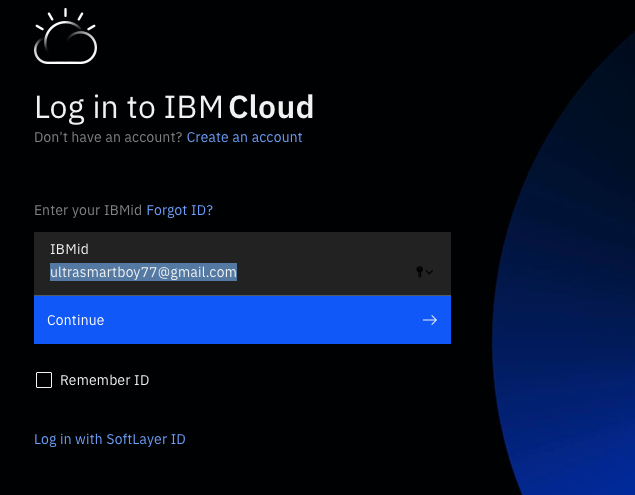 Log in to IBM Cloud
Don't have an account? Create an account
Enter your IBMid Forgot ID?
IBMid
ultrasmartboy77@gmail.com
Continue
Remember ID
Log in with SoftLayer ID